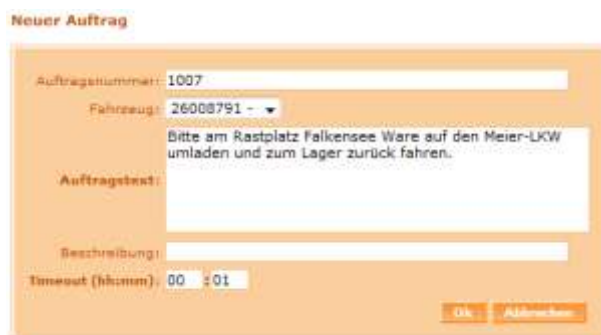 Neuer Auftrag
Auftragsnummer: 1007
Fahrzeug: 26008791 -
Bitte am Rastplatz Falkensee Ware auf den Meier-LKW
umladen und zum Lager zurück fahren.
Auftragstext:
Beschreibung:
Timeout (hh:mm): 00 :01
Ok Abbrechen